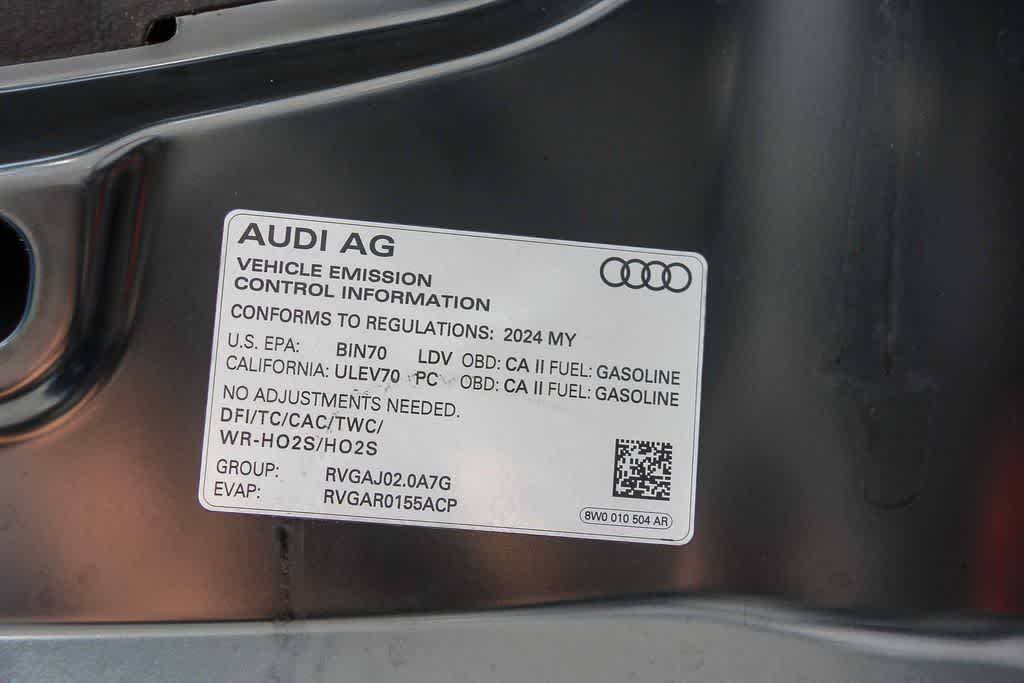 AUDI AG
VEHICLE EMISSION
CONTROL INFORMATION
CONFORMS TO REGULATIONS: 2024 MY
U.S. EPA: BIN70 LDV OBD: CA II FUEL: GASOLINE
CALIFORNIA: ULEV70 PC OBD: CA II FUEL: GASOLINE
NO ADJUSTMENTS NEEDED.
DFI/TC/CAC/TWC/
WR-HO2S/HO2S
GROUP: RVGAJ02.0A7G
EVAP: RVGAR0155ACP
8W0 010 504 AR